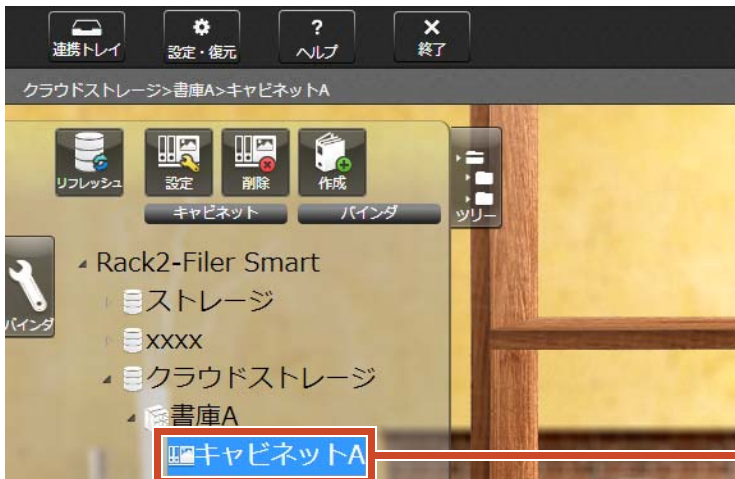 連携トレイ 設定・復元 ? ヘルプ 終了
クラウドストレージ>書庫A>キャビネットA
リフレッシュ 設定 削除 作成
キャビネット バインダ
ツリー
バインダ
Rack2-Filer Smart
ストレージ
xxxx
クラウドストレージ
書庫A
キャビネットA